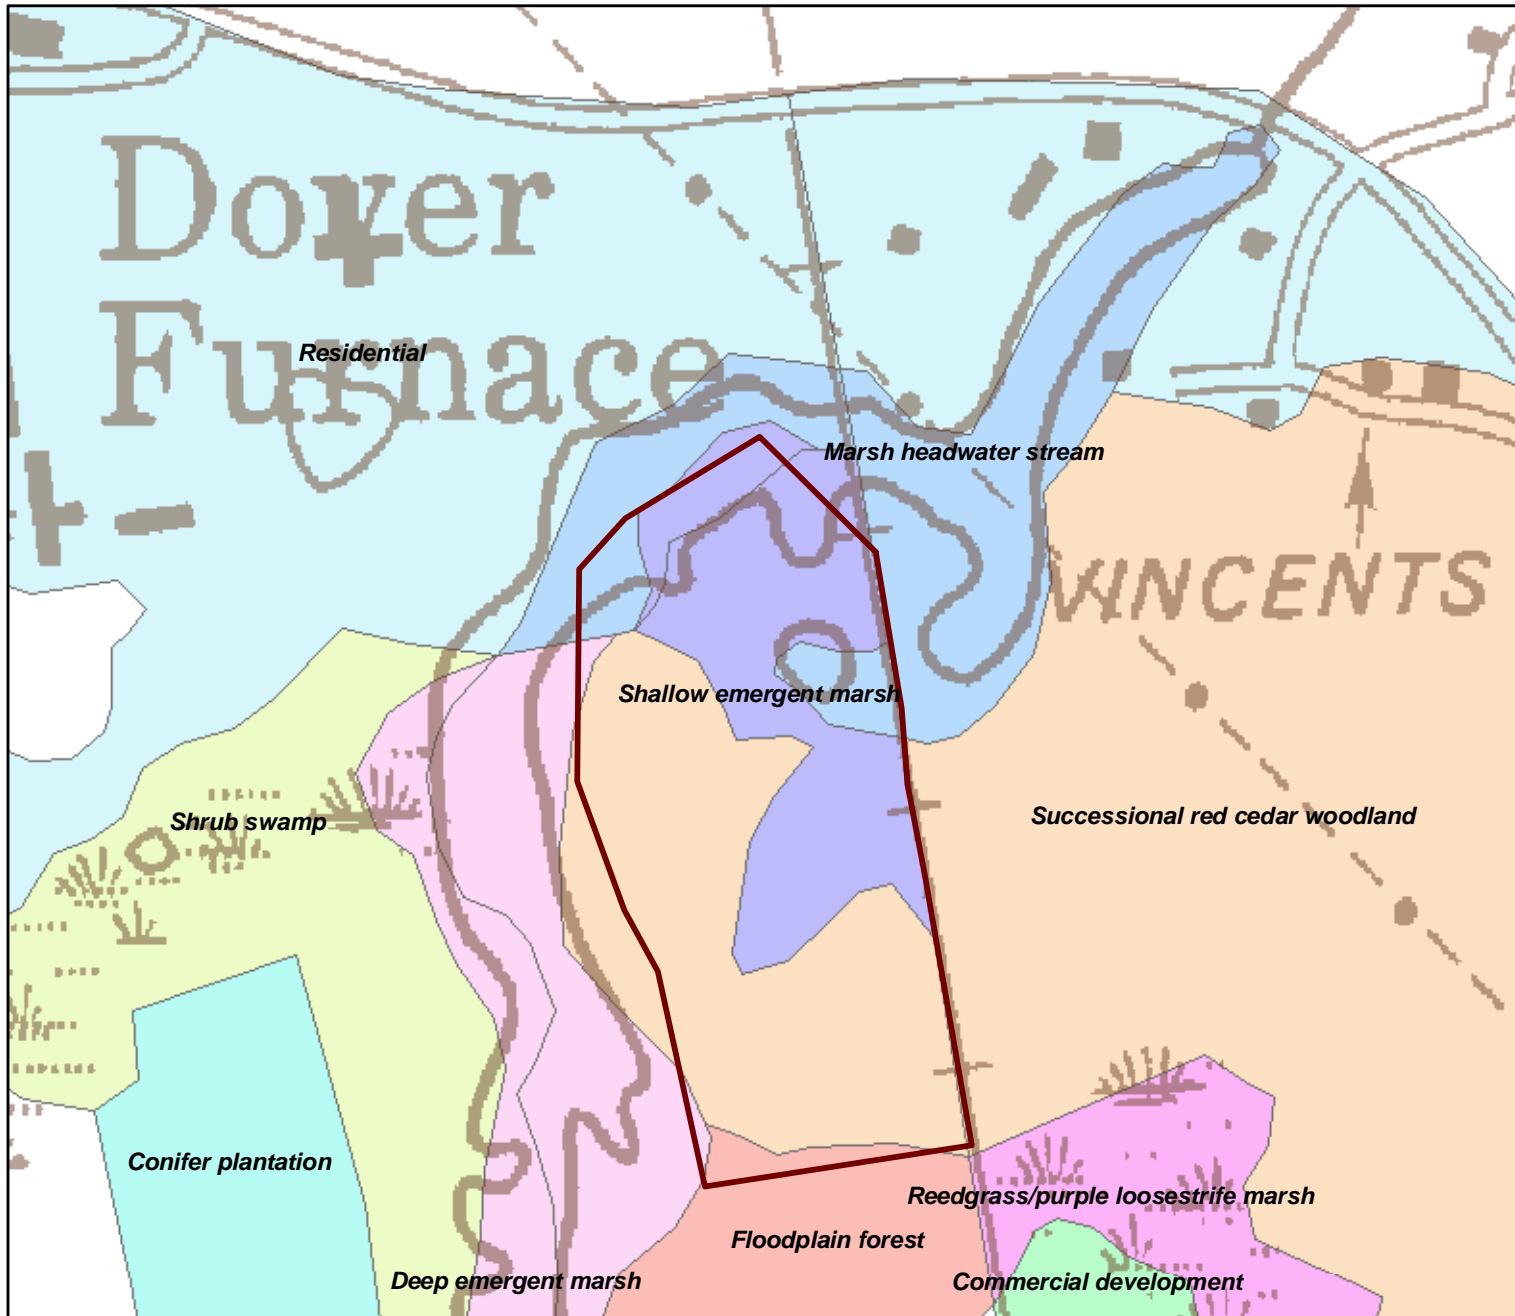 Dover
Furnace
Residential
Marsh headwater stream
VINCENTS
Shallow emergent marsh
Successional red cedar woodland
Shrub swamp
Conifer plantation
Reedgrass/purple loosestrife marsh
Floodplain forest
Deep emergent marsh
Commercial development